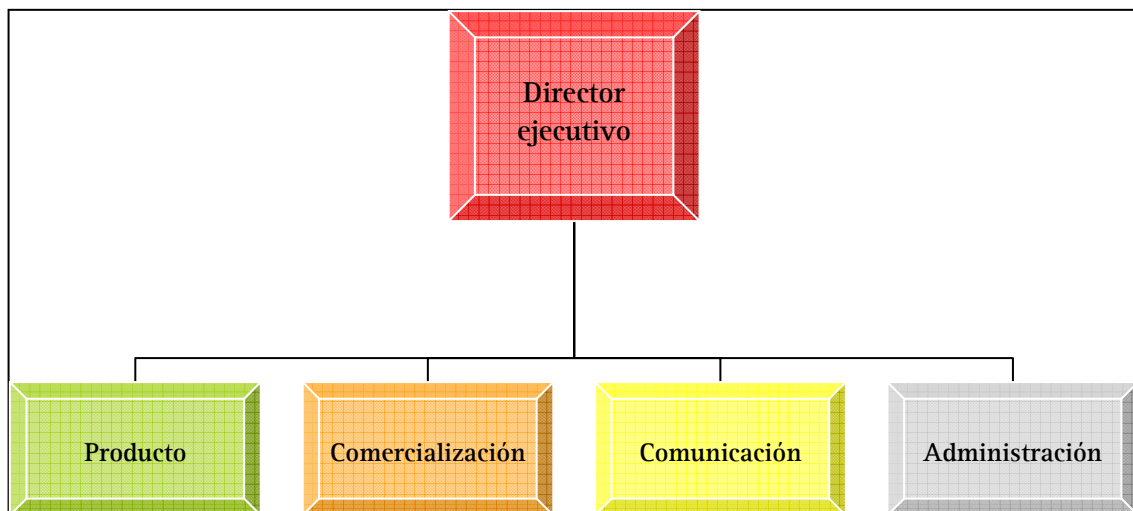 Director
ejecutivo
Producto
Comercialización
Comunicación
Administración